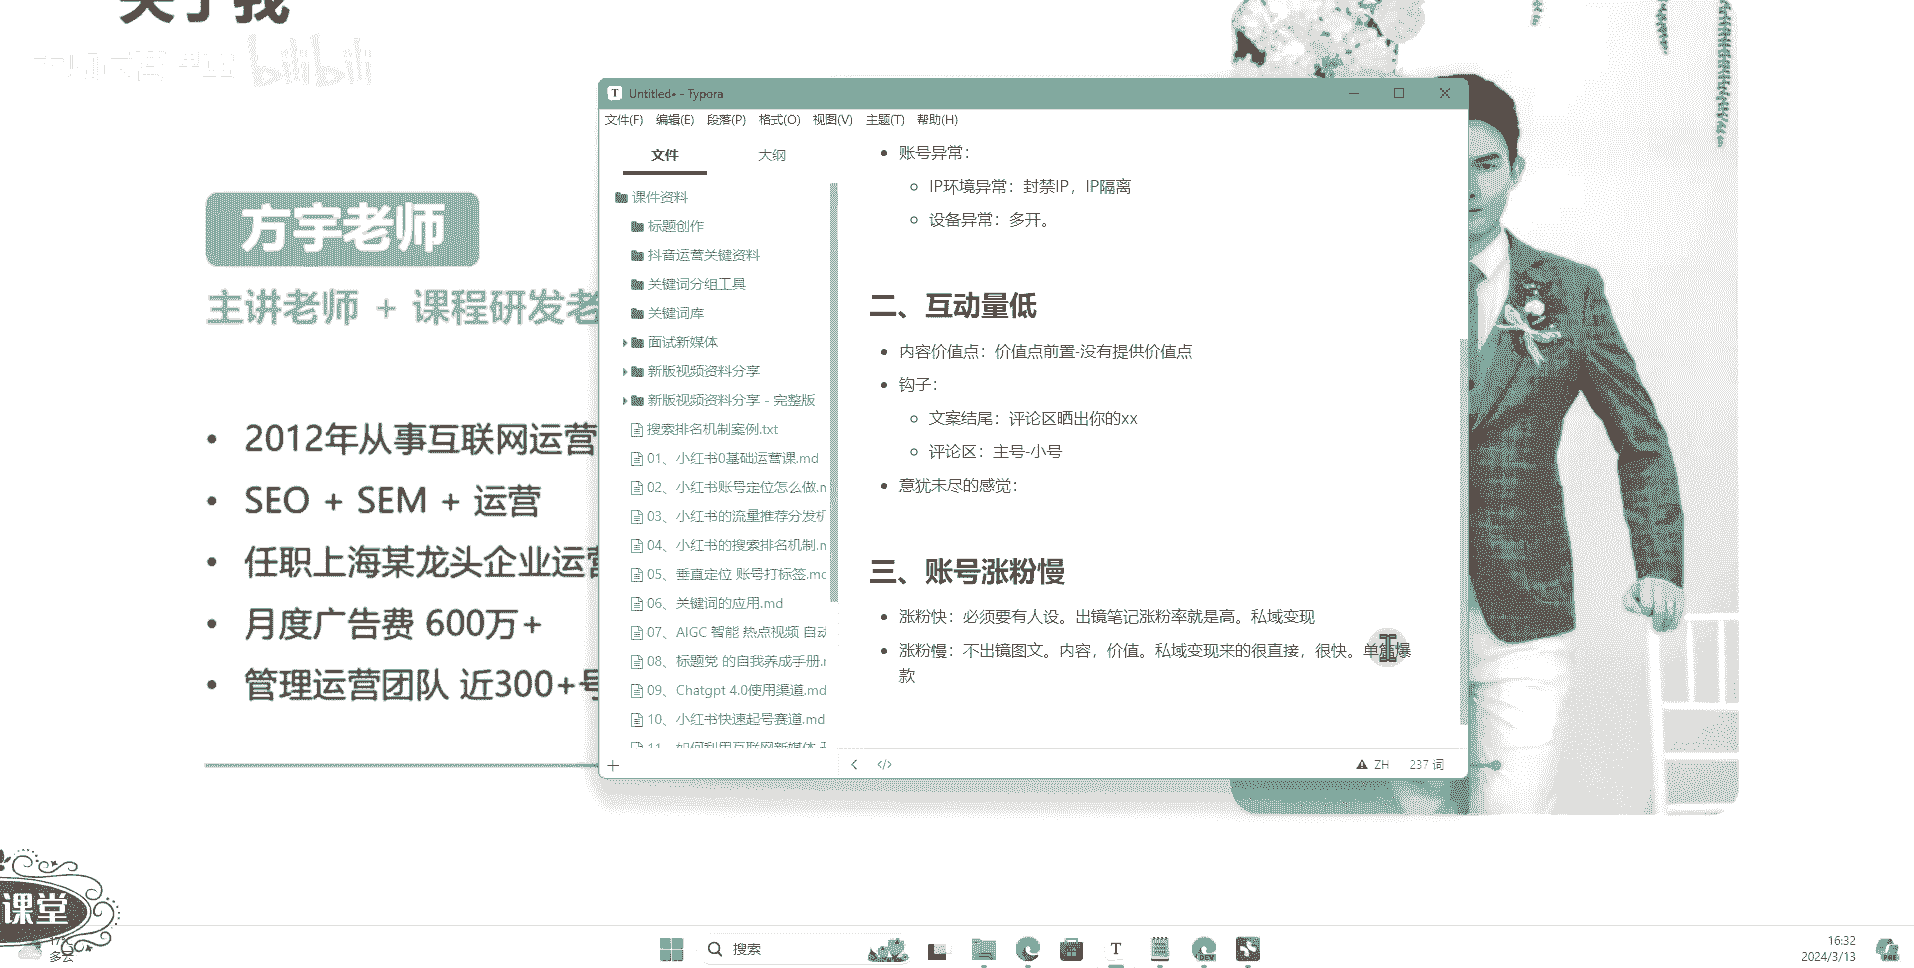 关于我
bilibili
方宇老师
主讲老师 + 课程研发老
• 2012年从事互联网运营
• SEO + SEM + 运营
• 任职上海某龙头企业运营
• 月度广告费 600万+
• 管理运营团队 近300+号
Untitled• - Typora
文件(F) 编辑(E) 段落(P) 格式(O) 视图(V) 主题(T) 帮助(H)
文件 大纲
课件资料
标题创作
抖音运营关键资料
关键词分组工具
关键词库
面试新媒体
新版视频资料分享
新版视频资料分享 - 完整版
搜索排名机制案例.txt
01、小红书0基础运营课.md
02、小红书账号定位怎么做.m
03、小红书的流量推荐分发机
04、小红书的搜索排名机制.m
05、垂直定位 账号打标签.md
06、关键词的应用.md
07、AIGC 智能 热点视频 自动
08、标题党 的自我养成手册.m
09、Chatgpt 4.0使用渠道.md
10、小红书快速起号赛道.md
11、如何利用互联网新媒体
• 账号异常：
IP环境异常：封禁IP，IP隔离
设备异常：多开。
二、互动量低
• 内容价值点：价值点前置-没有提供价值点
• 钩子：
文案结尾：评论区晒出你的xx
评论区：主号-小号
• 意犹未尽的感觉：
三、账号涨粉慢
• 涨粉快：必须要有人设。出镜笔记涨粉率就是高。私域变现
• 涨粉慢：不出镜图文。内容，价值。私域变现来的很直接，很快。单篇爆
款
ZH 237 词
课堂
17°C
多云
搜索
16:32
2024/3/13